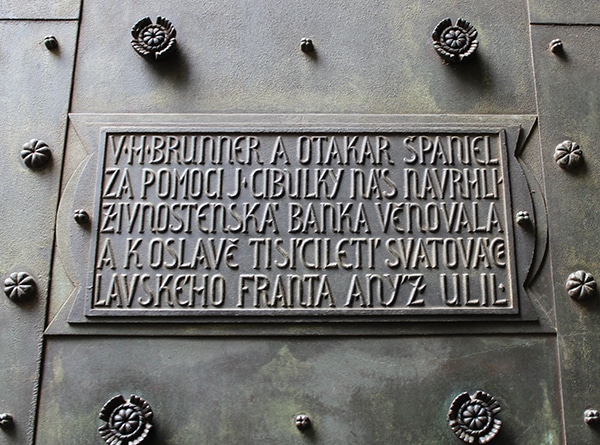 V·H·BRUNNER A OTAKAR ŠPANIEL
ZA POMOCI J·CIBULKY NÁS NAVRHLI·
ŽIVNOSTENSKÁ BANKA VĚNOVALA
A K OSLAVĚ TISÍCILETÍ SVATOVÁC
LAVSKÉHO FRANTA ANÝŽ ULIL·